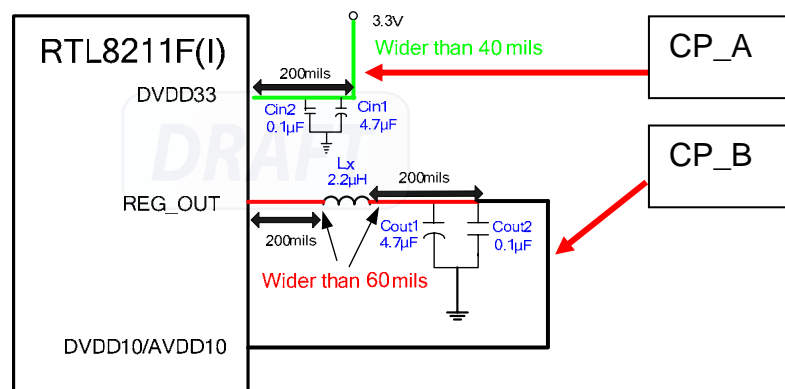 3.3V
RTL8211F(I)
Wider than 40 mils
CP_A
200mils
DVDD33
Cin2
0.1µF
Cin1
4.7µF
DRAFT
CP_B
Lx
2.2µH
200mils
REG_OUT
200mils
Cout1
4.7µF
Cout2
0.1µF
Wider than 60 mils
DVDD10/AVDD10